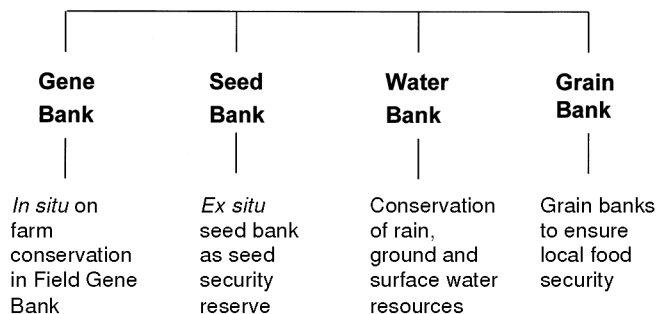 Gene
Bank
Seed
Bank
Water
Bank
Grain
Bank
In situ on
farm
conservation
in Field Gene
Bank
Ex situ
seed bank
as seed
security
reserve
Conservation
of rain,
ground and
surface water
resources
Grain banks
to ensure
local food
security